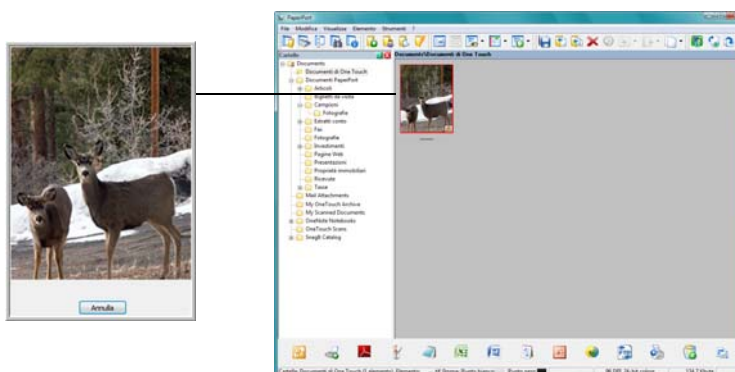 Annulla
PaperPort
File Modifica Visualizza Elemento Strumenti ?
Cartelle
Documents\Documenti di One Touch
Documents
Documenti di One Touch
Documenti PaperPort
Articoli
Biglietti da visita
Campioni
Fotografie
Estratti conto
Fax
Fotografie
Investimenti
Pagine Web
Presentazioni
Proprietà immobiliari
Ricevute
Tasse
Mail Attachments
My OneTouch Archive
My Scanned Documents
OneNote Notebooks
OneTouch Scans
SnagIt Catalog